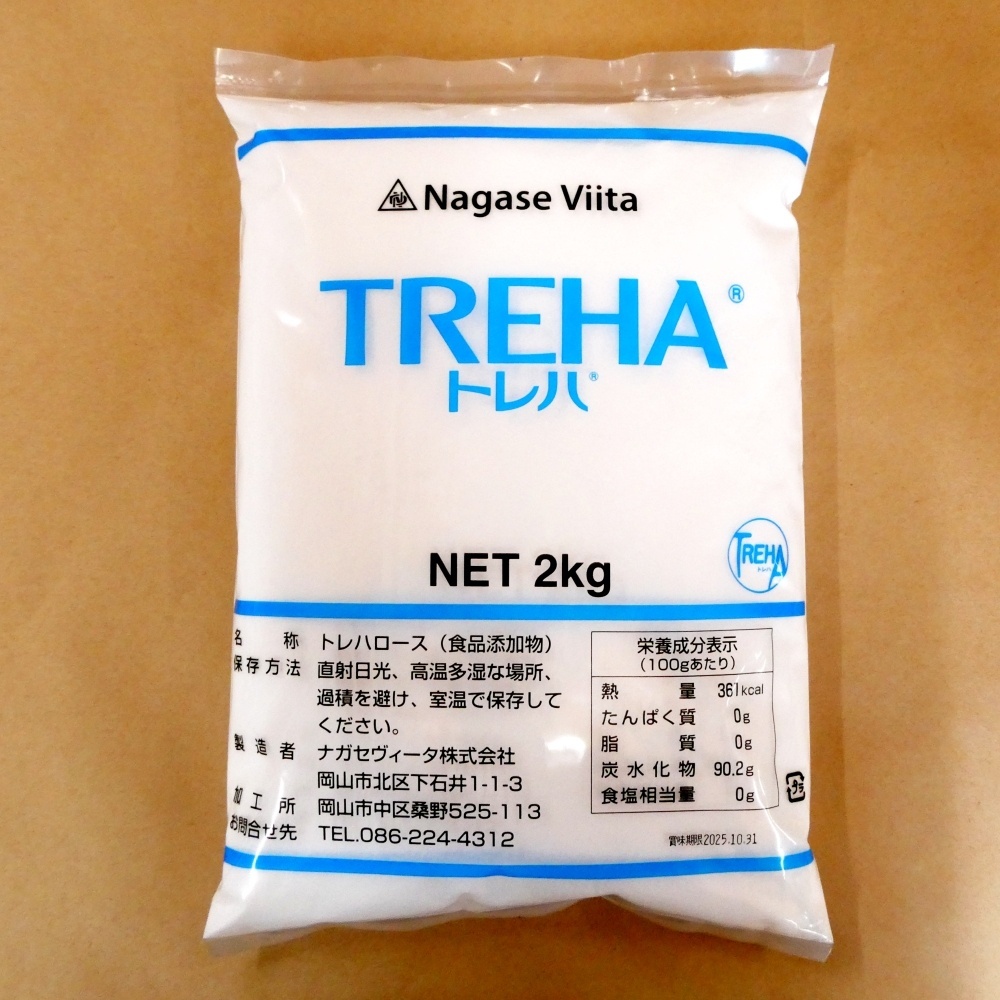 Nagase Viita
TREHA®
トレハ®
NET 2kg
TREHA
トレハ
名称 トレハロース（食品添加物）
保存方法 直射日光、高温多湿な場所、
過積を避け、室温で保存して
ください。
製造者 ナガセヴィータ株式会社
岡山市北区下石井1-1-3
加工所 岡山市中区桑野525-113
お問合せ先 TEL.086-224-4312
栄養成分表示
（100gあたり）
熱量 361kcal
たんぱく質 0g
脂質 0g
炭水化物 90.2g
食塩相当量 0g
プラ
賞味期限2025.10.31